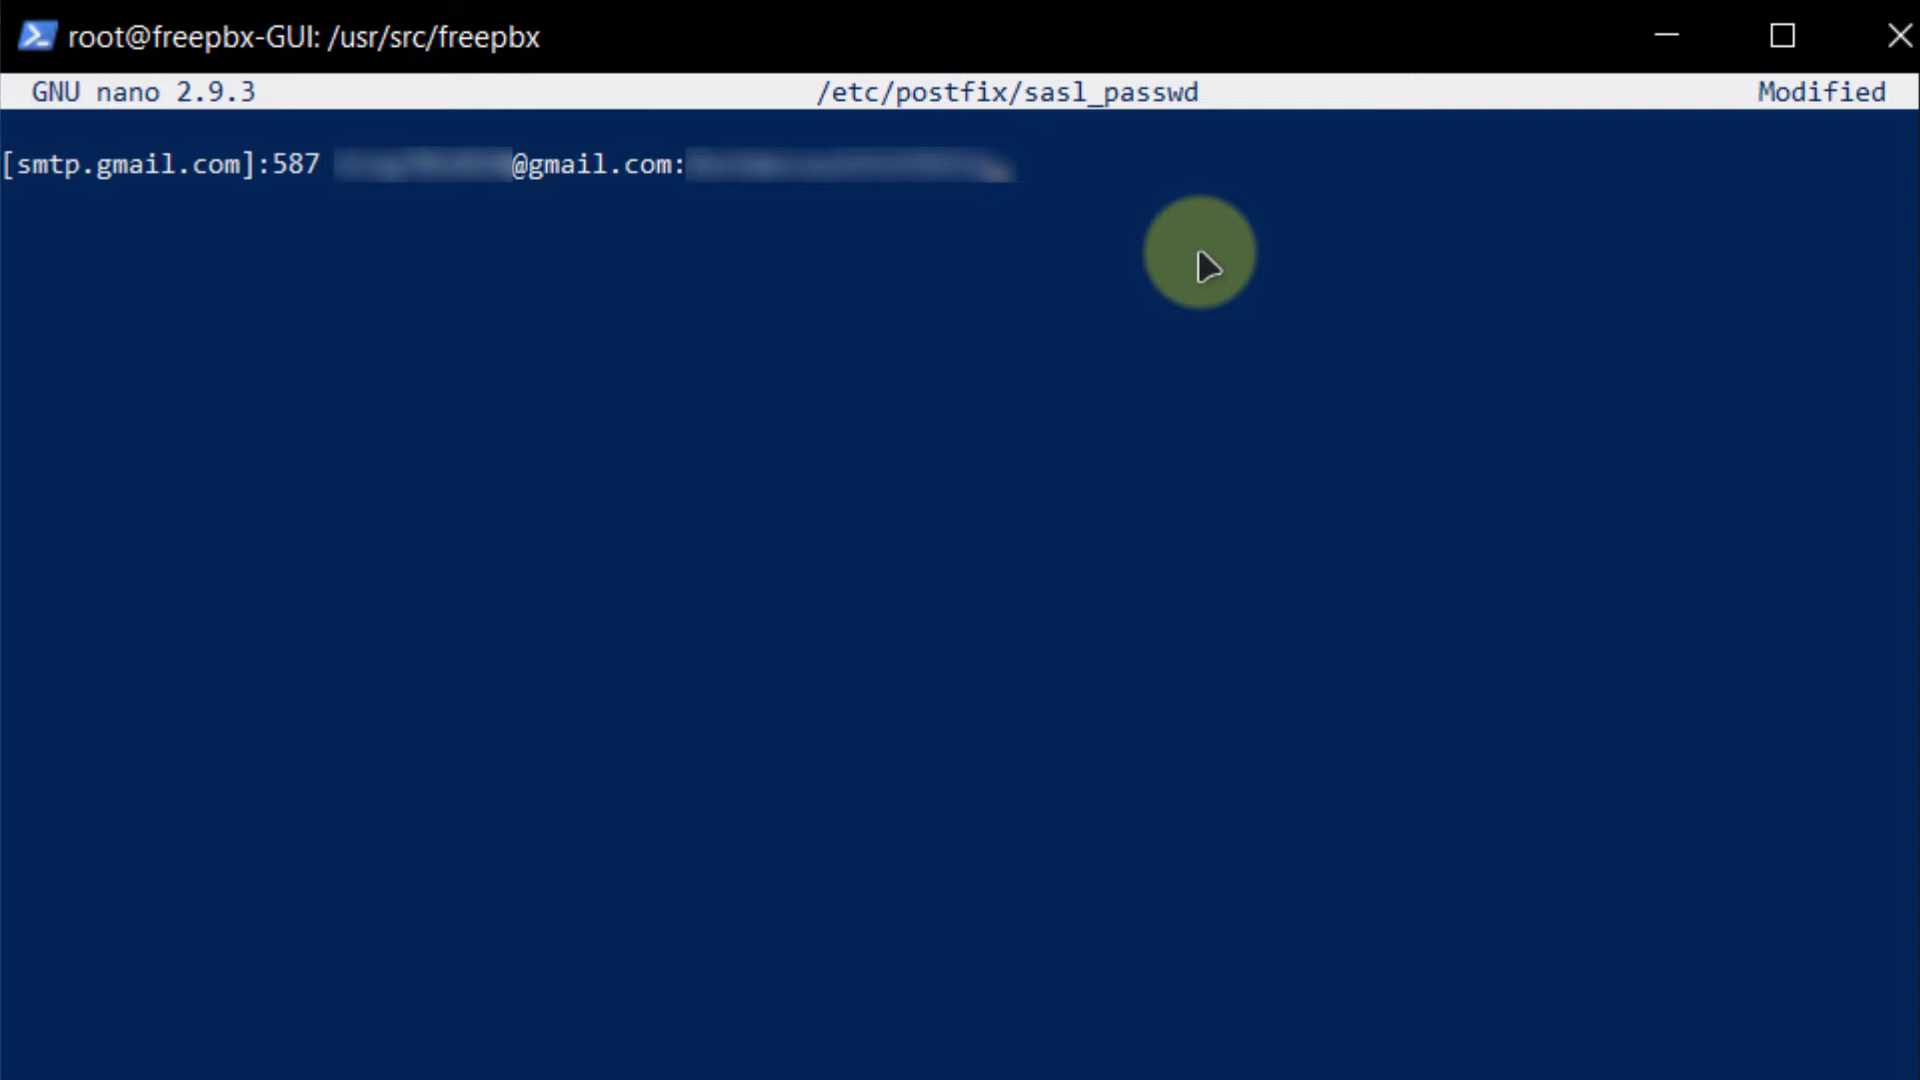 root@freepbx-GUI: /usr/src/freepbx
GNU nano 2.9.3 /etc/postfix/sasl_passwd Modified
[smtp.gmail.com]:587 @gmail.com: